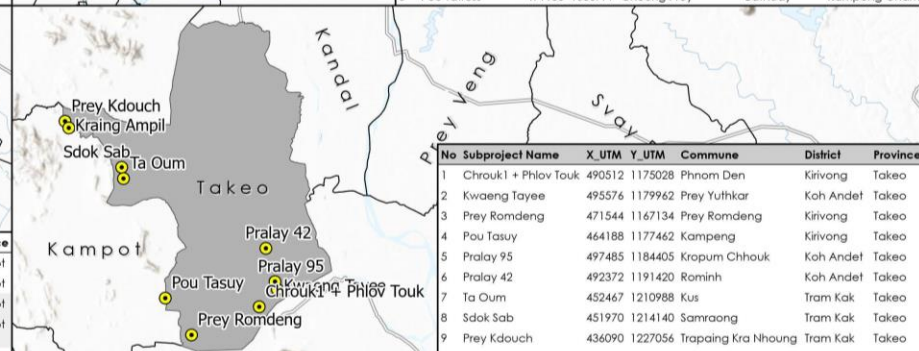 Kandal
Prey Veng
Svay
Prey Kdouch
Kraing Ampil
Sdok Sab
Ta Oum
Takeo
Kampot
Pralay 42
Pralay 95
Pou Tasuy
Chrouk1 + Phlov Touk
Prey Romdeng
No Subproject Name X_UTM Y_UTM Commune District Province
1 Chrouk1 + Phlov Touk 490512 1175028 Phnom Den Kirivong Takeo
2 Kwaeng Tayee 495576 1179962 Prey Yuthkar Koh Andet Takeo
3 Prey Romdeng 471544 1167134 Prey Romdeng Kirivong Takeo
4 Pou Tasuy 464188 1177462 Kampeng Kirivong Takeo
5 Pralay 95 497485 1184405 Kropum Chhouk Koh Andet Takeo
6 Pralay 42 492372 1191420 Rominh Koh Andet Takeo
7 Ta Oum 452467 1210988 Kus Tram Kak Takeo
8 Sdok Sab 451970 1214140 Samraong Tram Kak Takeo
9 Prey Kdouch 436090 1227056 Trapaing Kra Nhoung Tram Kak Takeo